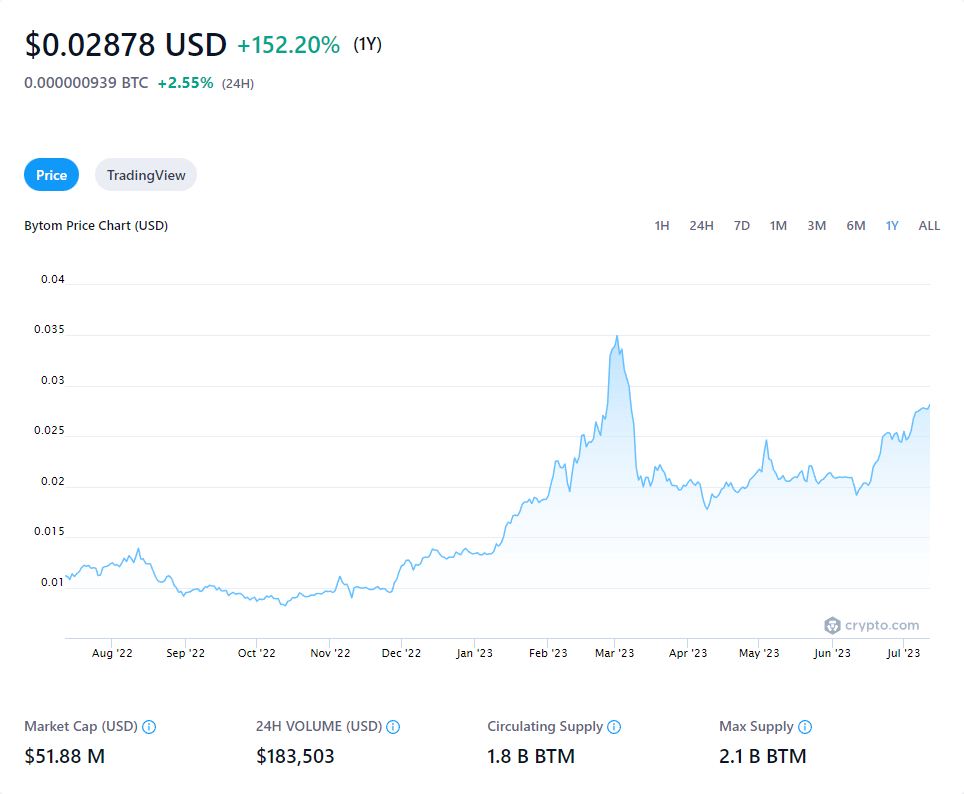 $0.02878 USD +152.20% (1Y)
0.000000939 BTC +2.55% (24H)
Price TradingView
Bytom Price Chart (USD) 1H 24H 7D 1M 3M 6M 1Y ALL
0.04
0.035
0.03
0.025
0.02
0.015
0.01
crypto.com
Aug '22 Sep '22 Oct '22 Nov '22 Dec '22 Jan '23 Feb '23 Mar '23 Apr '23 May '23 Jun '23 Jul '23
Market Cap (USD) 24H VOLUME (USD) Circulating Supply Max Supply
$51.88 M $183,503 1.8 B BTM 2.1 B BTM